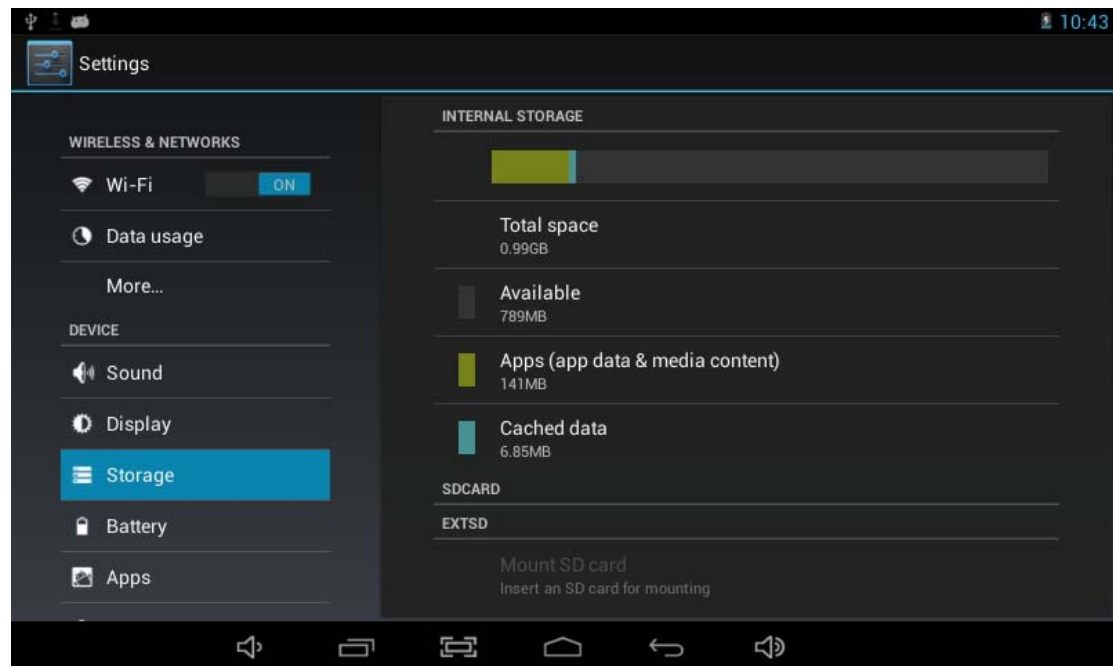 10:43
Settings
WIRELESS & NETWORKS
Wi-Fi ON
Data usage
More...
DEVICE
Sound
Display
Storage
Battery
Apps
INTERNAL STORAGE
Total space
0.99GB
Available
789MB
Apps (app data & media content)
141MB
Cached data
6.85MB
SDCARD
EXTSD
Mount SD card
Insert an SD card for mounting